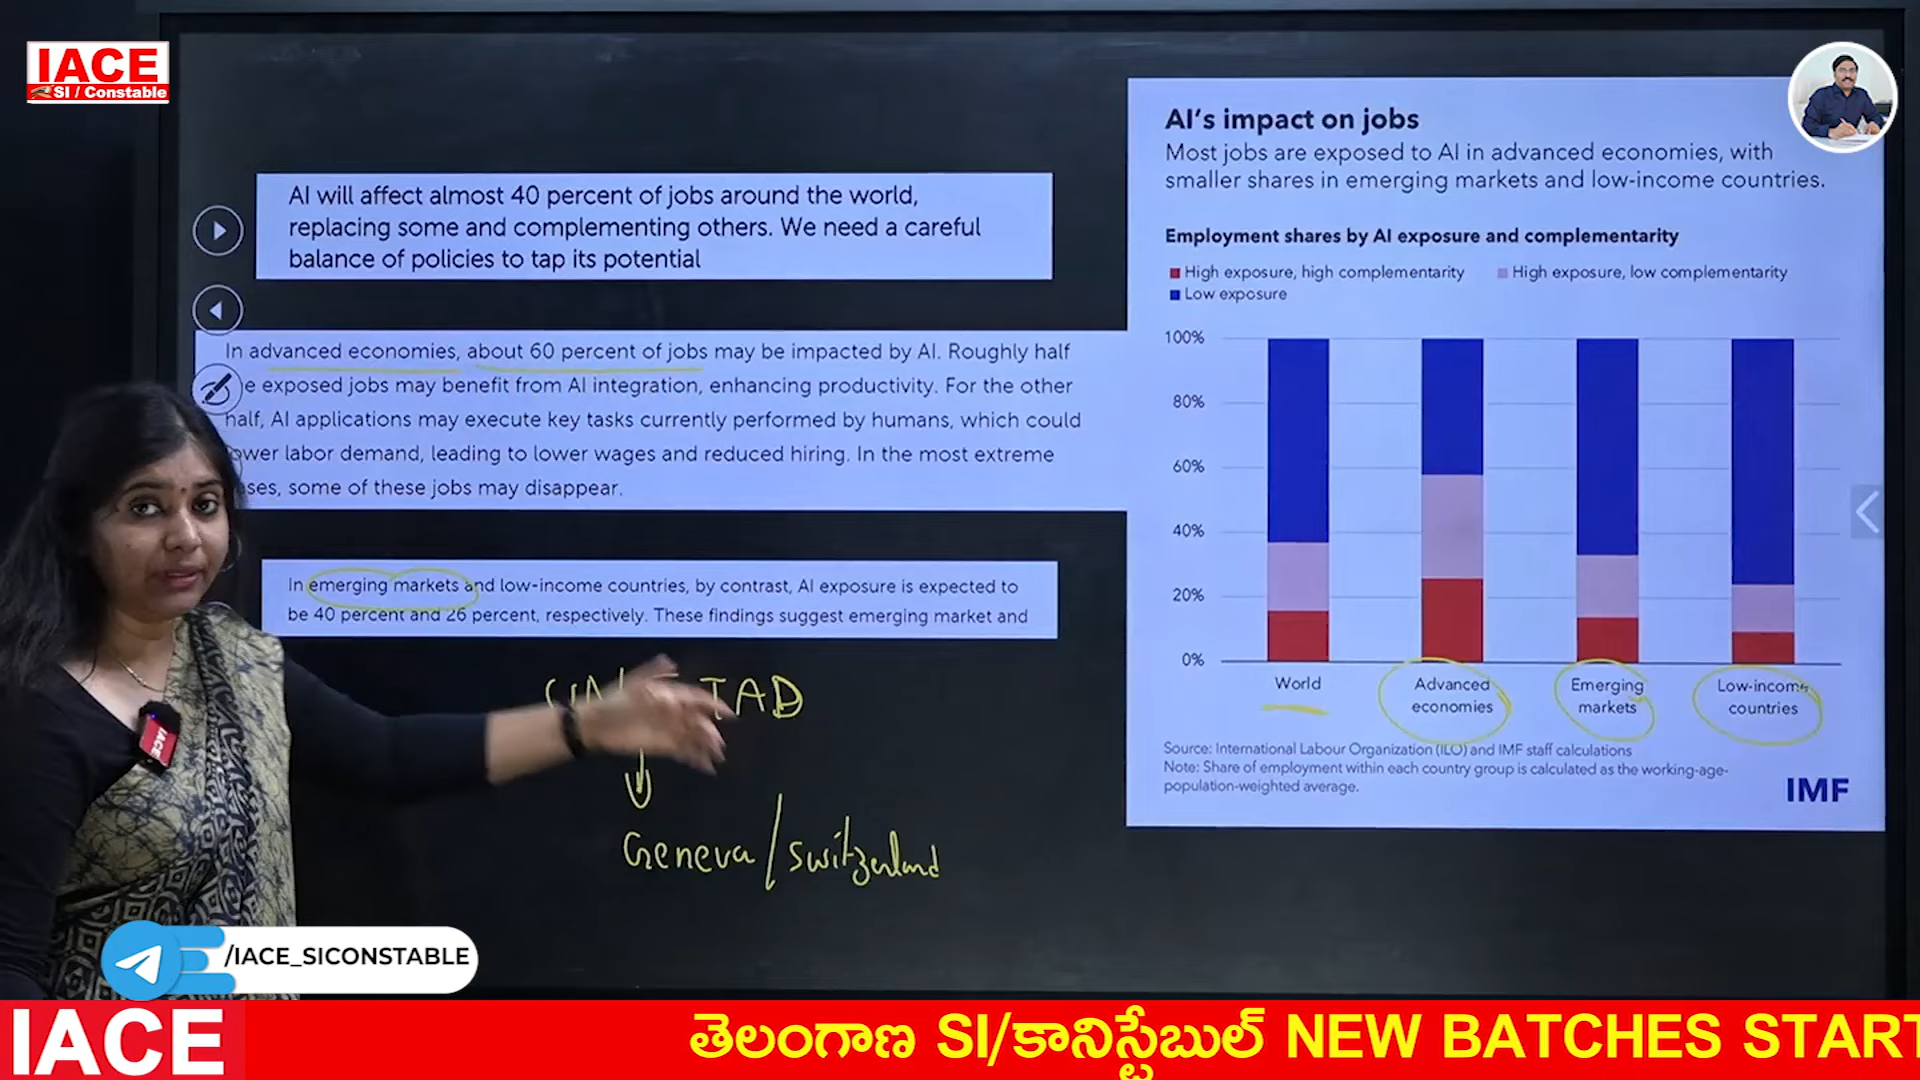 IACE
SI / Constable
AI will affect almost 40 percent of jobs around the world,
replacing some and complementing others. We need a careful
balance of policies to tap its potential
In advanced economies, about 60 percent of jobs may be impacted by AI. Roughly half
e exposed jobs may benefit from AI integration, enhancing productivity. For the other
half, AI applications may execute key tasks currently performed by humans, which could
ower labor demand, leading to lower wages and reduced hiring. In the most extreme
ses, some of these jobs may disappear.
In emerging markets and low-income countries, by contrast, AI exposure is expected to
be 40 percent and 26 percent, respectively. These findings suggest emerging market and
TAD
Geneva / Switzerland
AI's impact on jobs
Most jobs are exposed to AI in advanced economies, with
smaller shares in emerging markets and low-income countries.
Employment shares by AI exposure and complementarity
High exposure, high complementarity High exposure, low complementarity
Low exposure
100%
80%
60%
40%
20%
0%
World Advanced economies Emerging markets Low-income countries
Source: International Labour Organization (ILO) and IMF staff calculations
Note: Share of employment within each country group is calculated as the working-age-
population-weighted average.
IMF
IACE
/IACE_SICONSTABLE
IACE
తెలంగాణ SI/కానిస్టేబుల్ NEW BATCHES START